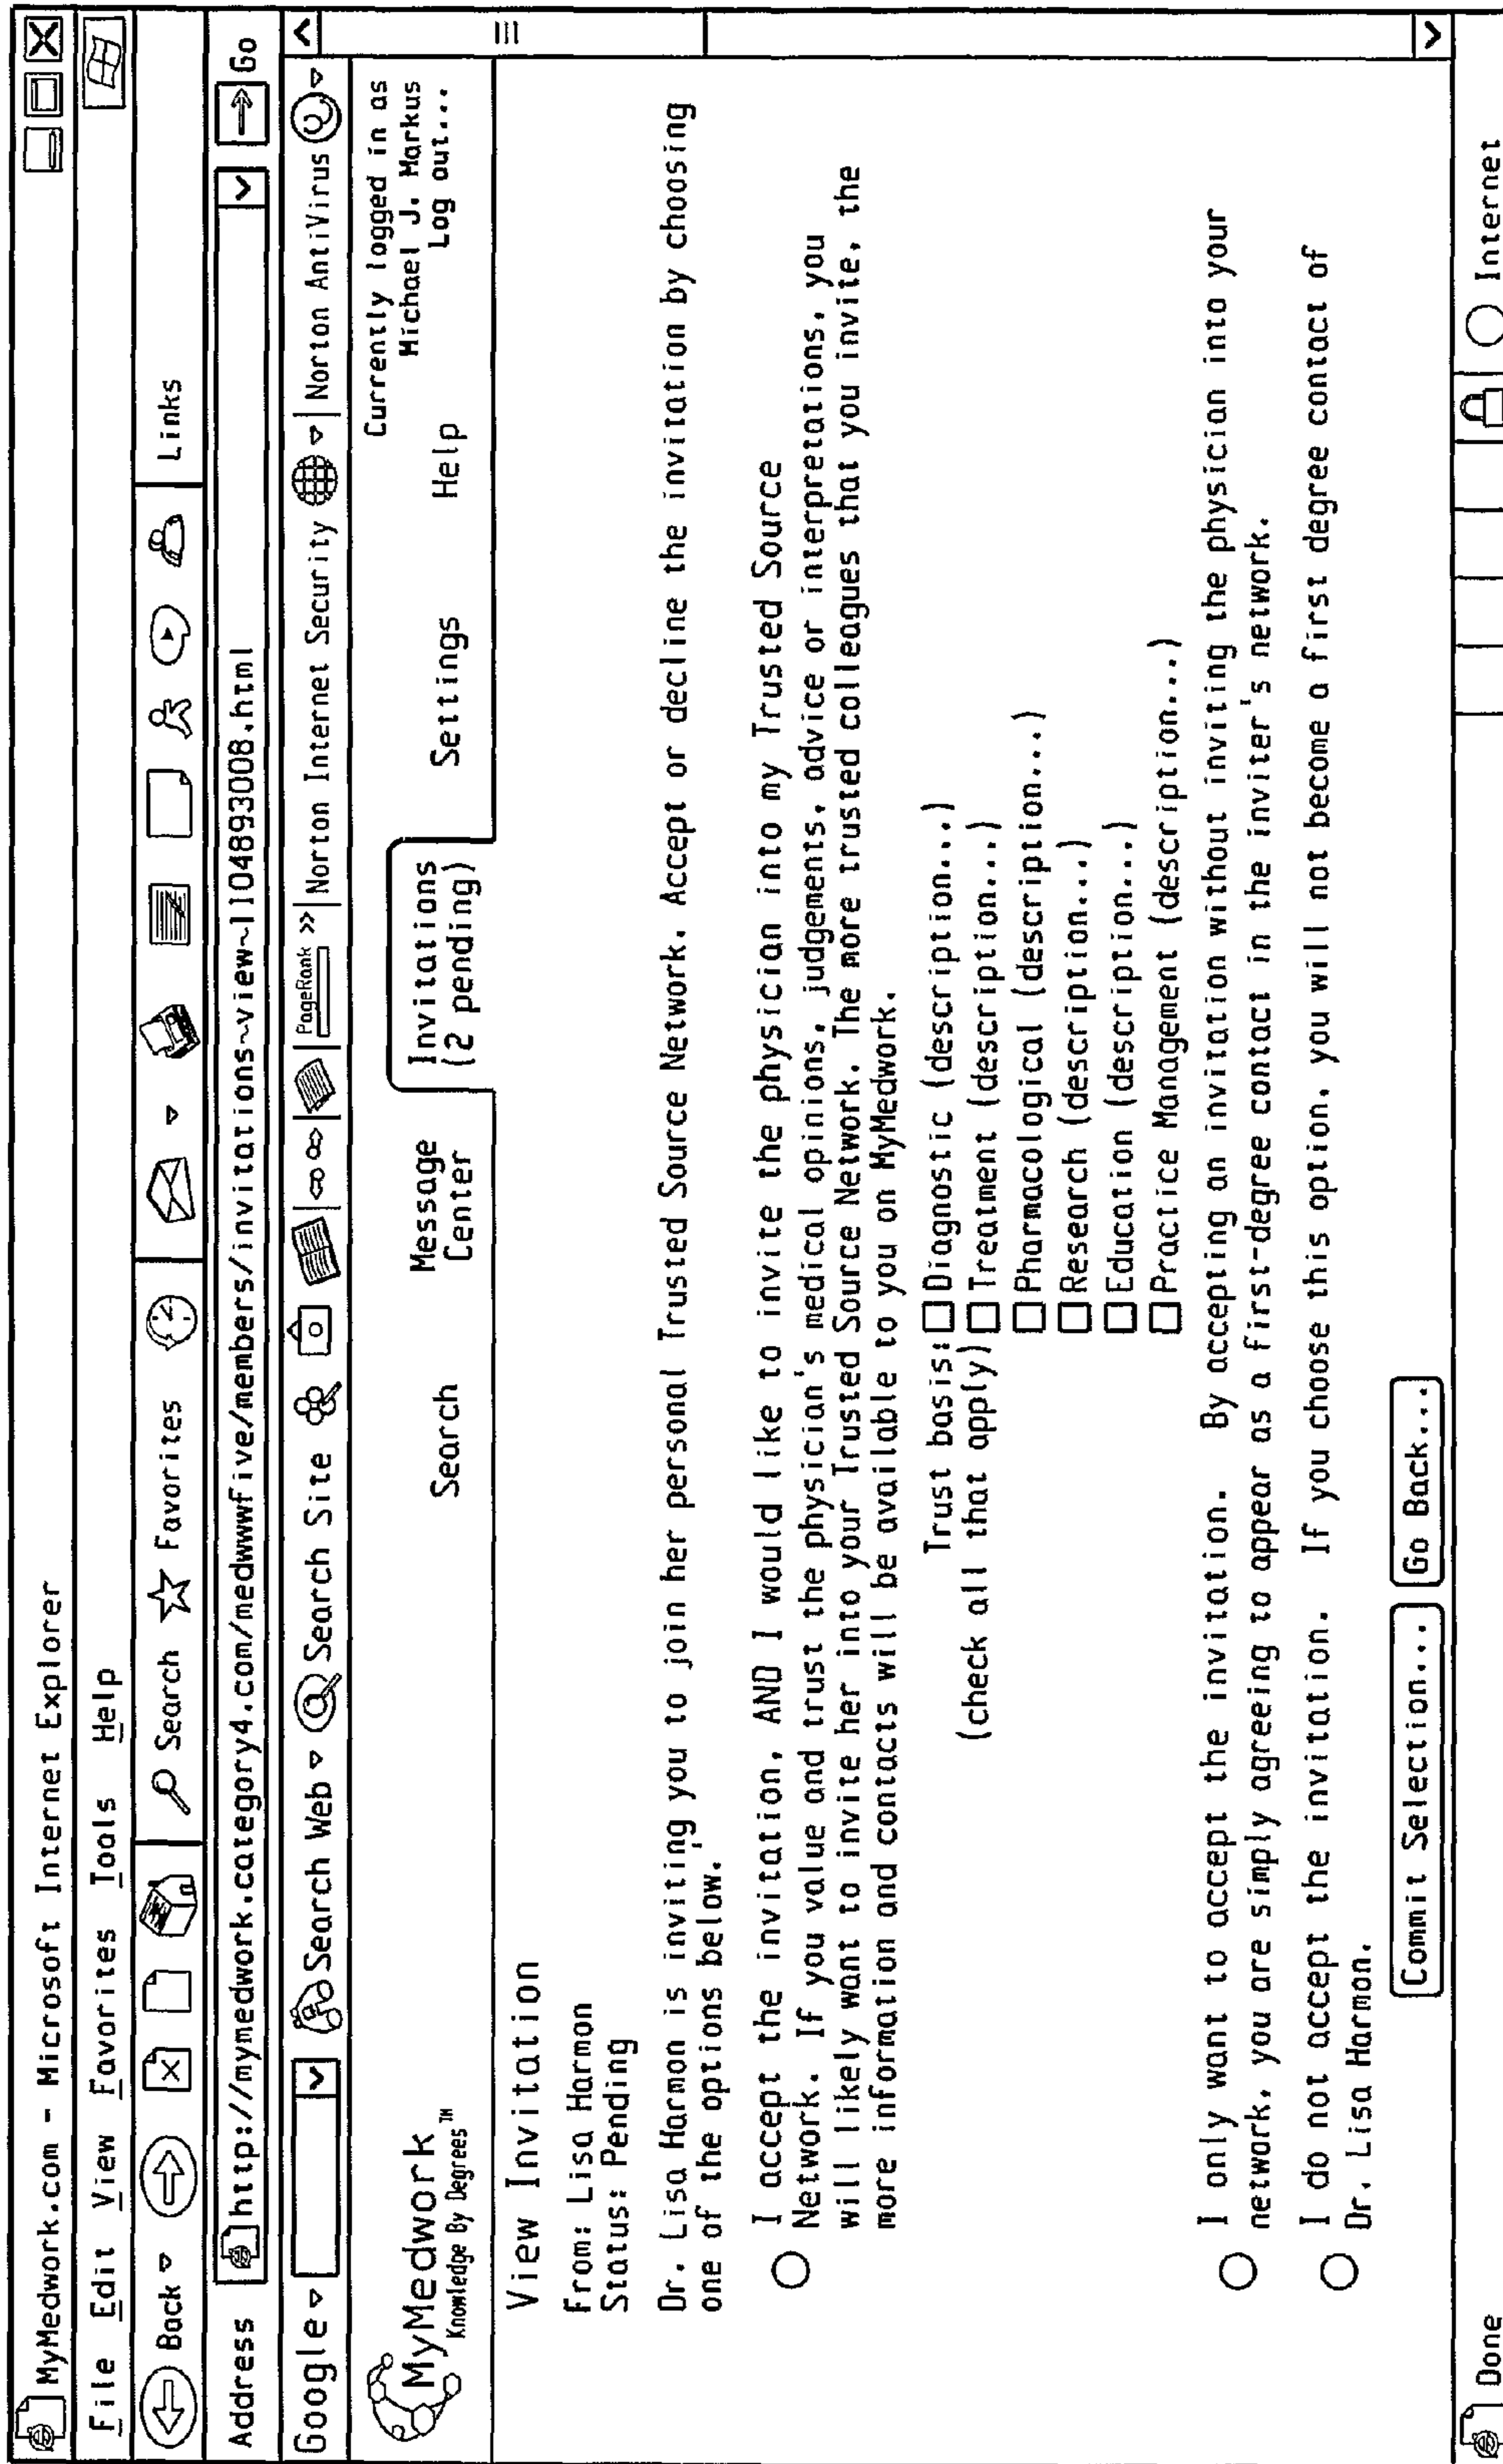 MyMedwork.com - Microsoft Internet Explorer
File Edit View Favorites Tools Help
Back Search Favorites Links
Address http://mymedwork.category4.com/medwwwfive/members/invitations~view~1104893008.html Go
Google Search Web Search Site PageRank >> Norton Internet Security Norton AntiVirus
Currently logged in as
Michael J. Markus
Log out...
MyMedwork
Knowledge By Degrees™
Search
Message
Center
Invitations
(2 pending)
Settings
Help
View Invitation
From: Lisa Harmon
Status: Pending
Dr. Lisa Harmon is inviting you to join her personal Trusted Source Network. Accept or decline the invitation by choosing
one of the options below.
I accept the invitation, AND I would like to invite the physician into my Trusted Source
Network. If you value and trust the physician's medical opinions, judgements, advice or interpretations, you
will likely want to invite her into your Trusted Source Network. The more trusted colleagues that you invite, the
more information and contacts will be available to you on MyMedwork.
Trust basis: Diagnostic (description...)
(check all that apply) Treatment (description...)
Pharmacological (description...)
Research (description...)
Education (description...)
Practice Management (description...)
I only want to accept the invitation. By accepting an invitation without inviting the physician into your
network, you are simply agreeing to appear as a first-degree contact in the inviter's network.
I do not accept the invitation. If you choose this option, you will not become a first degree contact of
Dr. Lisa Harmon.
Commit Selection... Go Back...
Done Internet